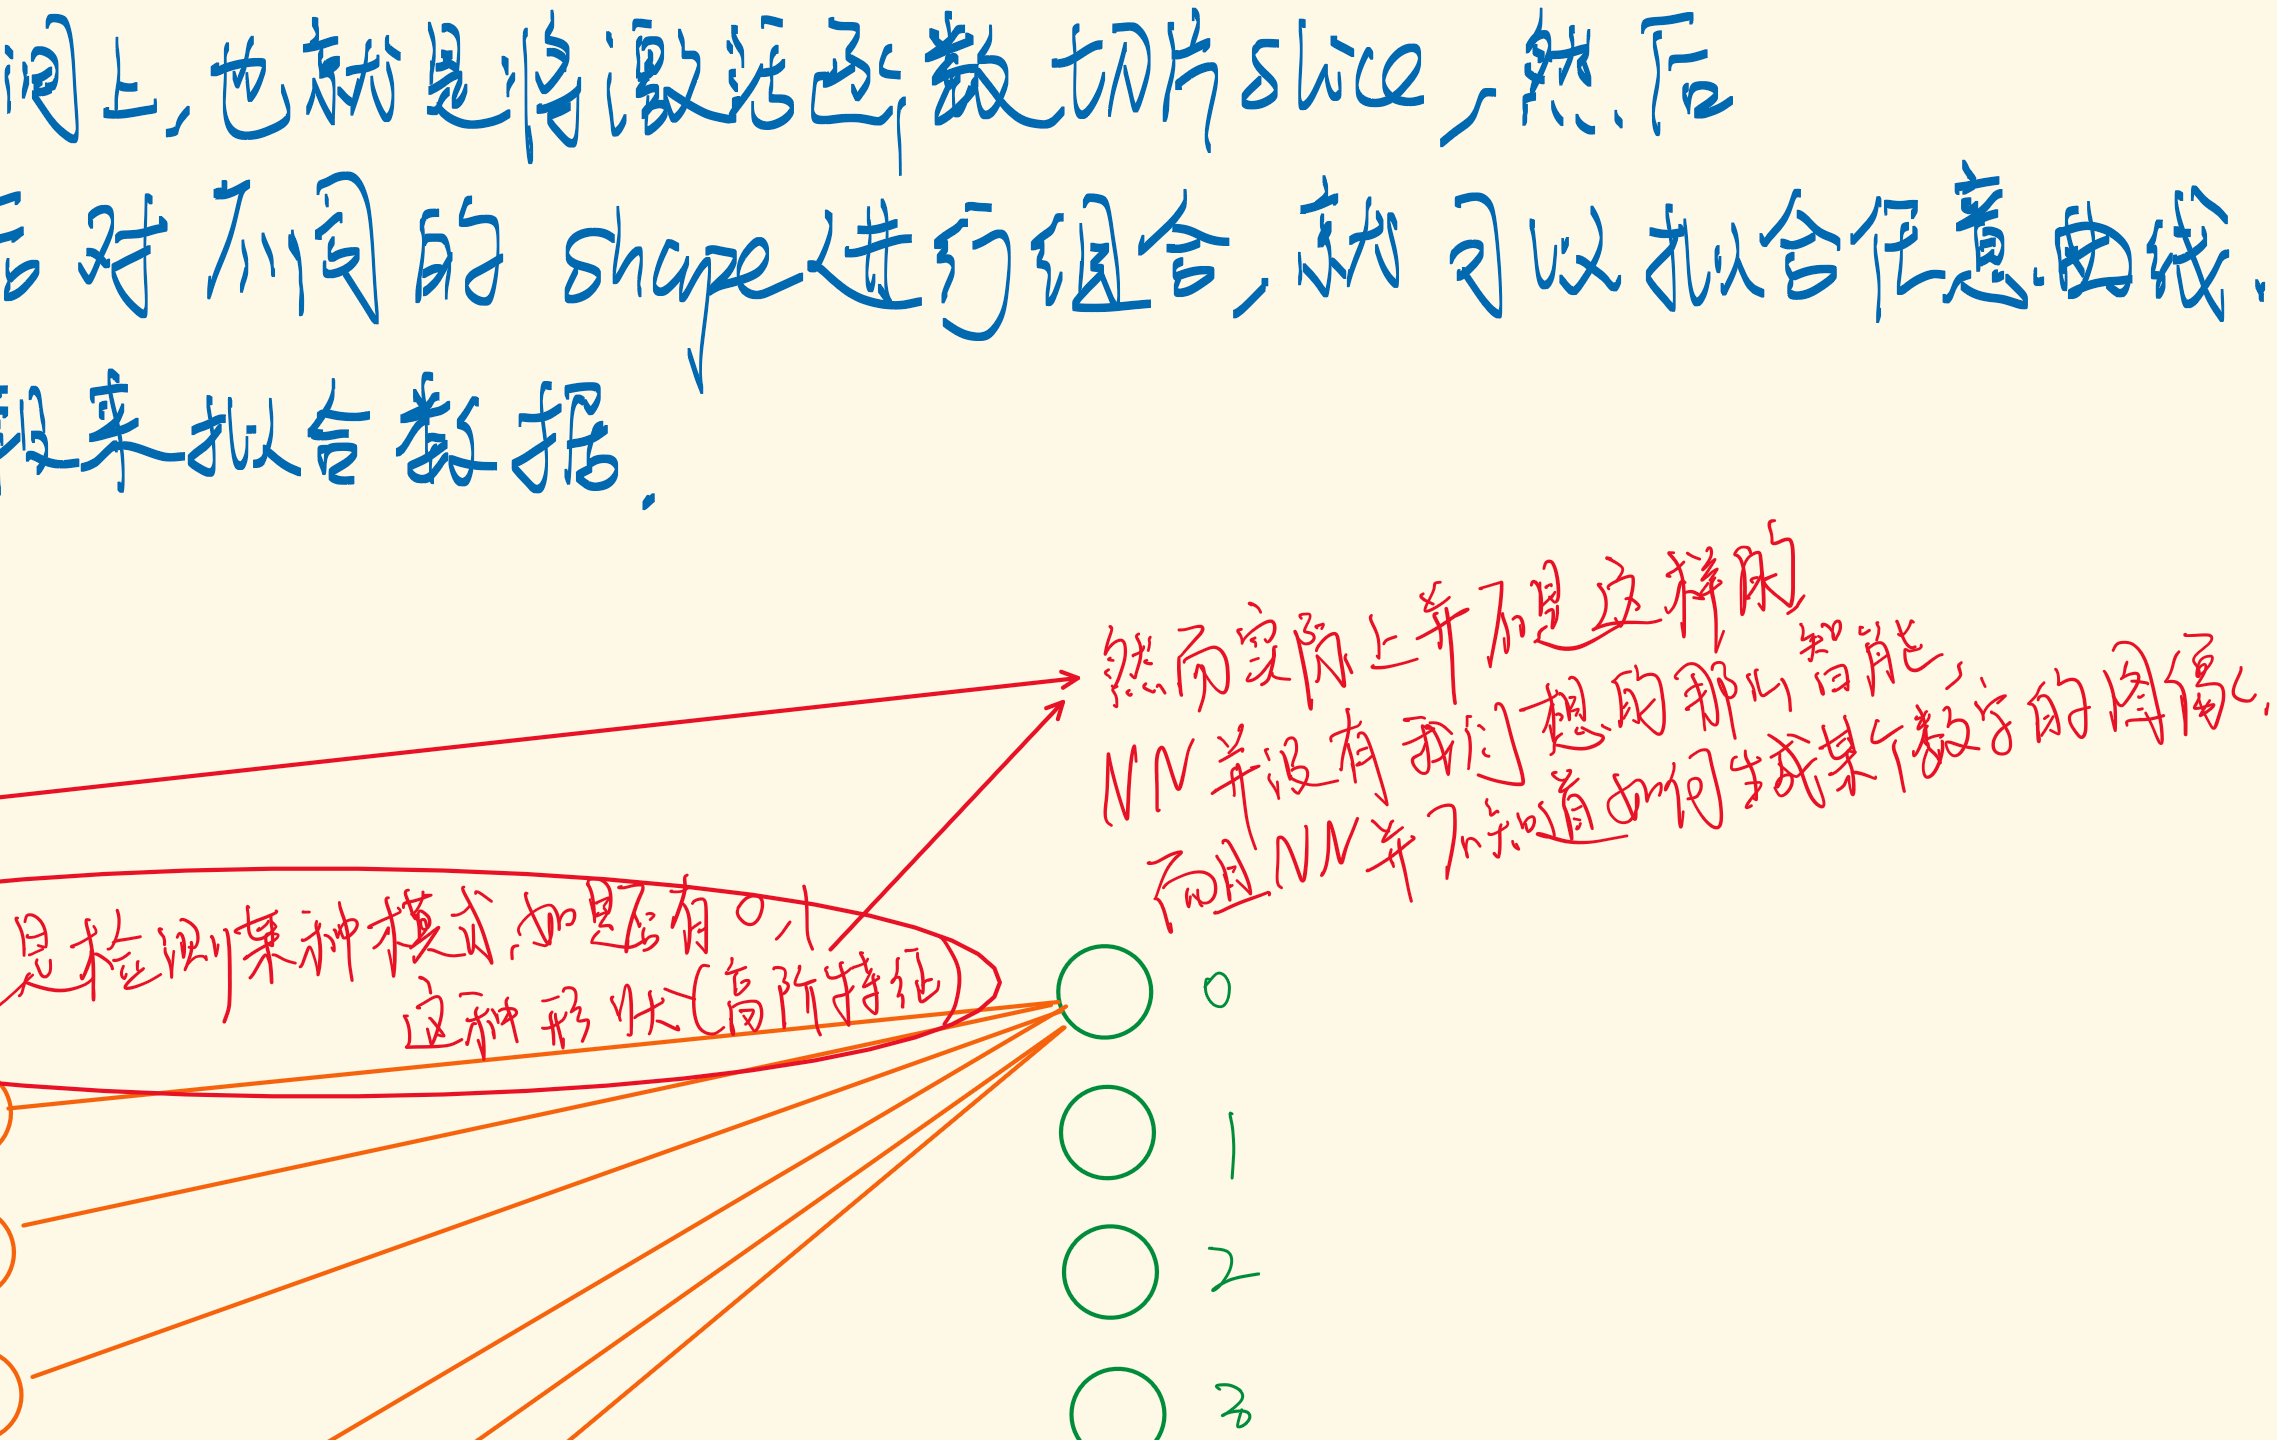 间上,也就是将激活函数切片slice,然后
后对不同的shape进行组合,就可以拟合任意曲线.
段来拟合数据.
然而实际上并不是这样的
NN并没有我们想的那么智能,
而且NN并不知道如何生成某个数字的图像,
是检测某种模式,如是否有0,1
这种形状(高阶特征)
0
1
2
3